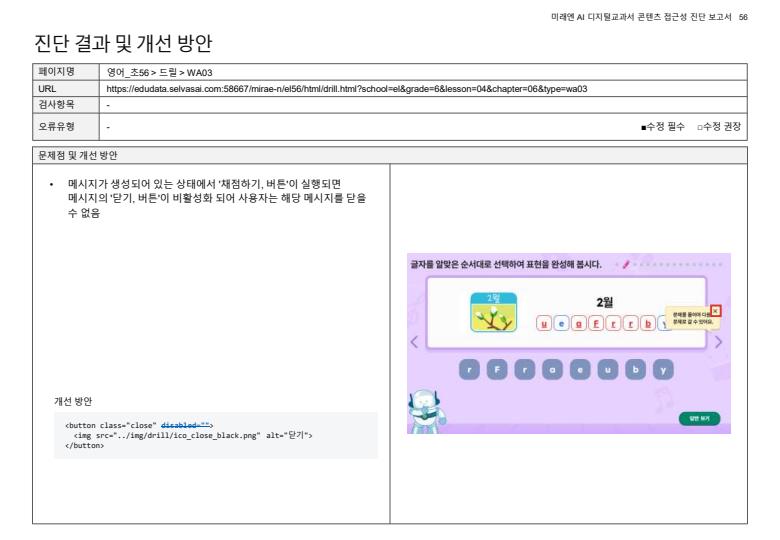 미래엔 AI 디지털교과서 콘텐츠 접근성 진단 보고서 56
진단 결과 및 개선 방안
페이지명 영어_초56 > 드릴 > WA03
URL https://edudata.selvasai.com:58667/mirae-n/el56/html/drill.html?school=el&grade=6&lesson=04&chapter=06&type=wa03
검사항목 -
오류유형 - ■수정 필수 □수정 권장
문제점 및 개선 방안
• 메시지가 생성되어 있는 상태에서 '채점하기, 버튼'이 실행되면
메시지의 '닫기, 버튼'이 비활성화 되어 사용자는 해당 메시지를 닫을
수 없음
글자를 알맞은 순서대로 선택하여 표현을 완성해 봅시다.
2월
2월
u e a F r r b y
문제를 풀어야 다음
문제로 갈 수 있어요.
r F r a e u b y
답안 보기
개선 방안
<button class="close" disabled="">
<img src="../img/drill/ico_close_black.png" alt="닫기">
</button>